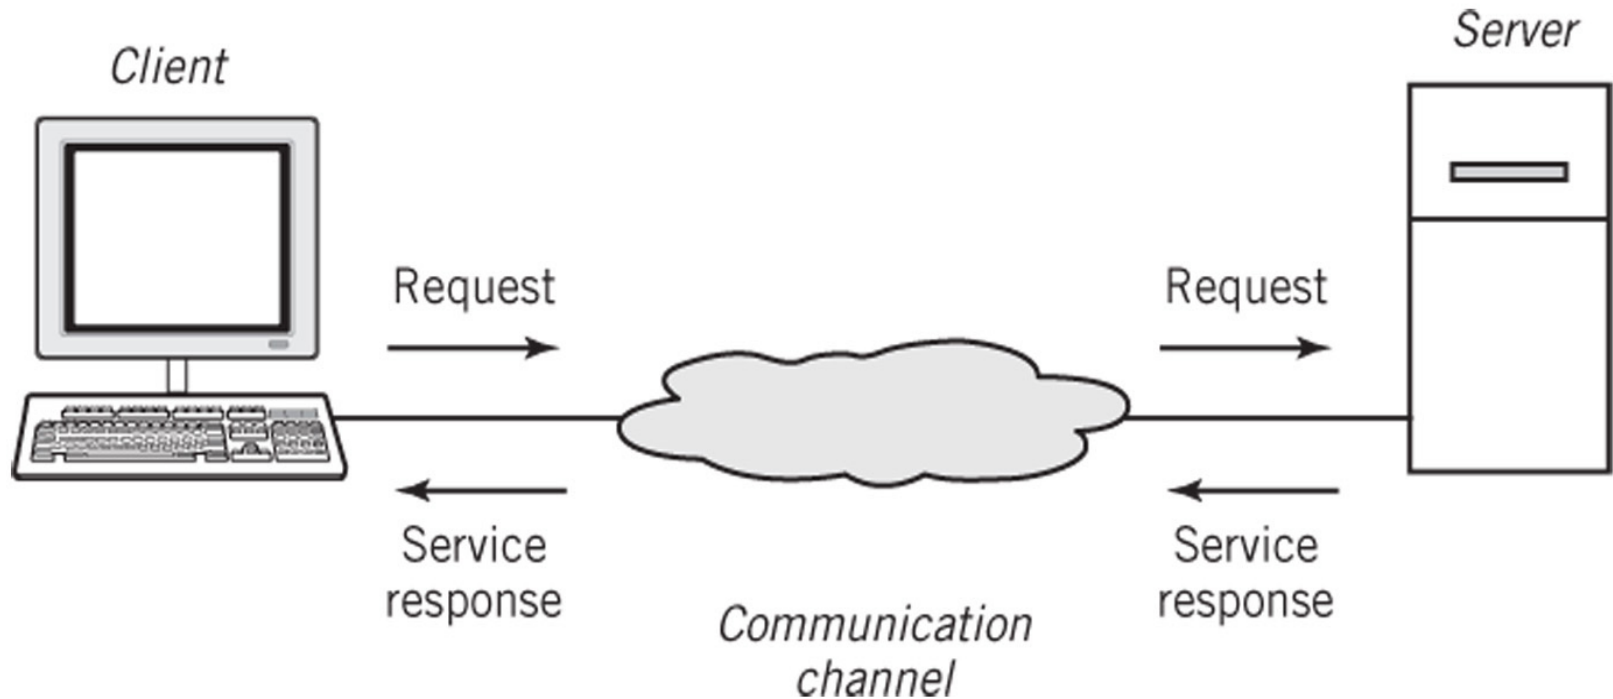 Client
Server
Request
Request
Service
response
Service
response
Communication
channel